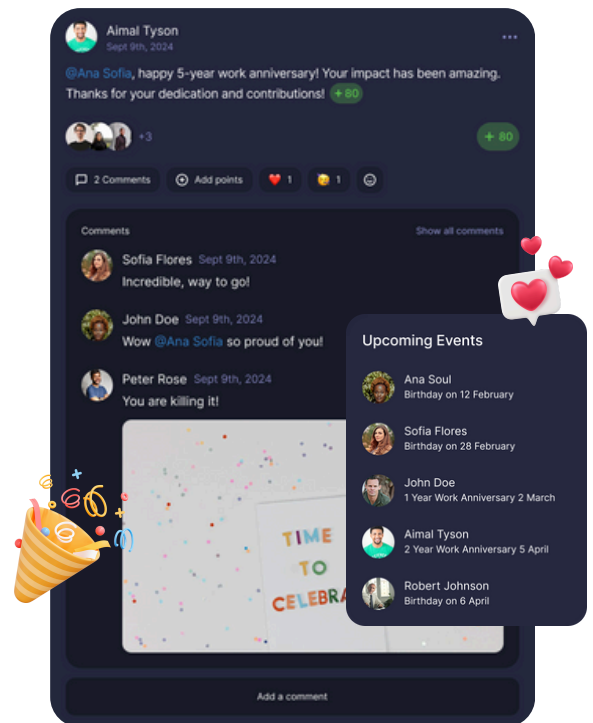 Aimal Tyson
Sept 9th, 2024
@Ana Sofia, happy 5-year work anniversary! Your impact has been amazing.
Thanks for your dedication and contributions! + 80
+3
+ 80
2 Comments
Add points
1
1
Comments
Show all comments
Sofia Flores Sept 9th, 2024
Incredible, way to go!
John Doe Sept 9th, 2024
Wow @Ana Sofia so proud of you!
Peter Rose Sept 9th, 2024
You are killing it!
TIME
TO
CELEBRA
Add a comment
Upcoming Events
Ana Soul
Birthday on 12 February
Sofia Flores
Birthday on 28 February
John Doe
1 Year Work Anniversary 2 March
Aimal Tyson
2 Year Work Anniversary 5 April
Robert Johnson
Birthday on 6 April